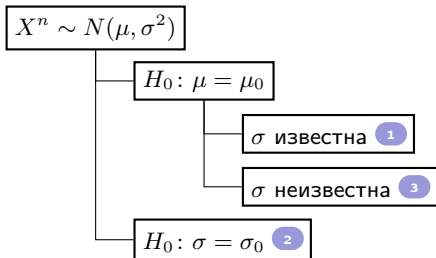 Xⁿ ∼ N(μ, σ²)
H₀: μ = μ₀
σ известна 1
σ неизвестна 3
H₀: σ = σ₀ 2